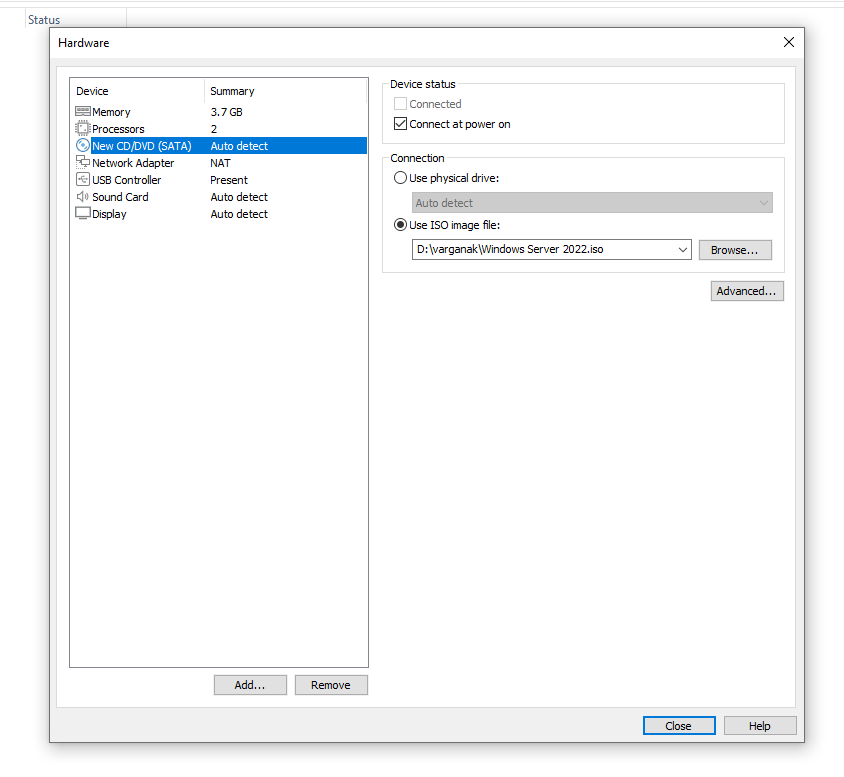 Status
Hardware
Device Summary
Memory 3.7 GB
Processors 2
New CD/DVD (SATA) Auto detect
Network Adapter NAT
USB Controller Present
Sound Card Auto detect
Display Auto detect
Add... Remove
Device status
Connected
Connect at power on
Connection
Use physical drive:
Auto detect
Use ISO image file:
D:\varganak\Windows Server 2022.iso Browse...
Advanced...
Close Help